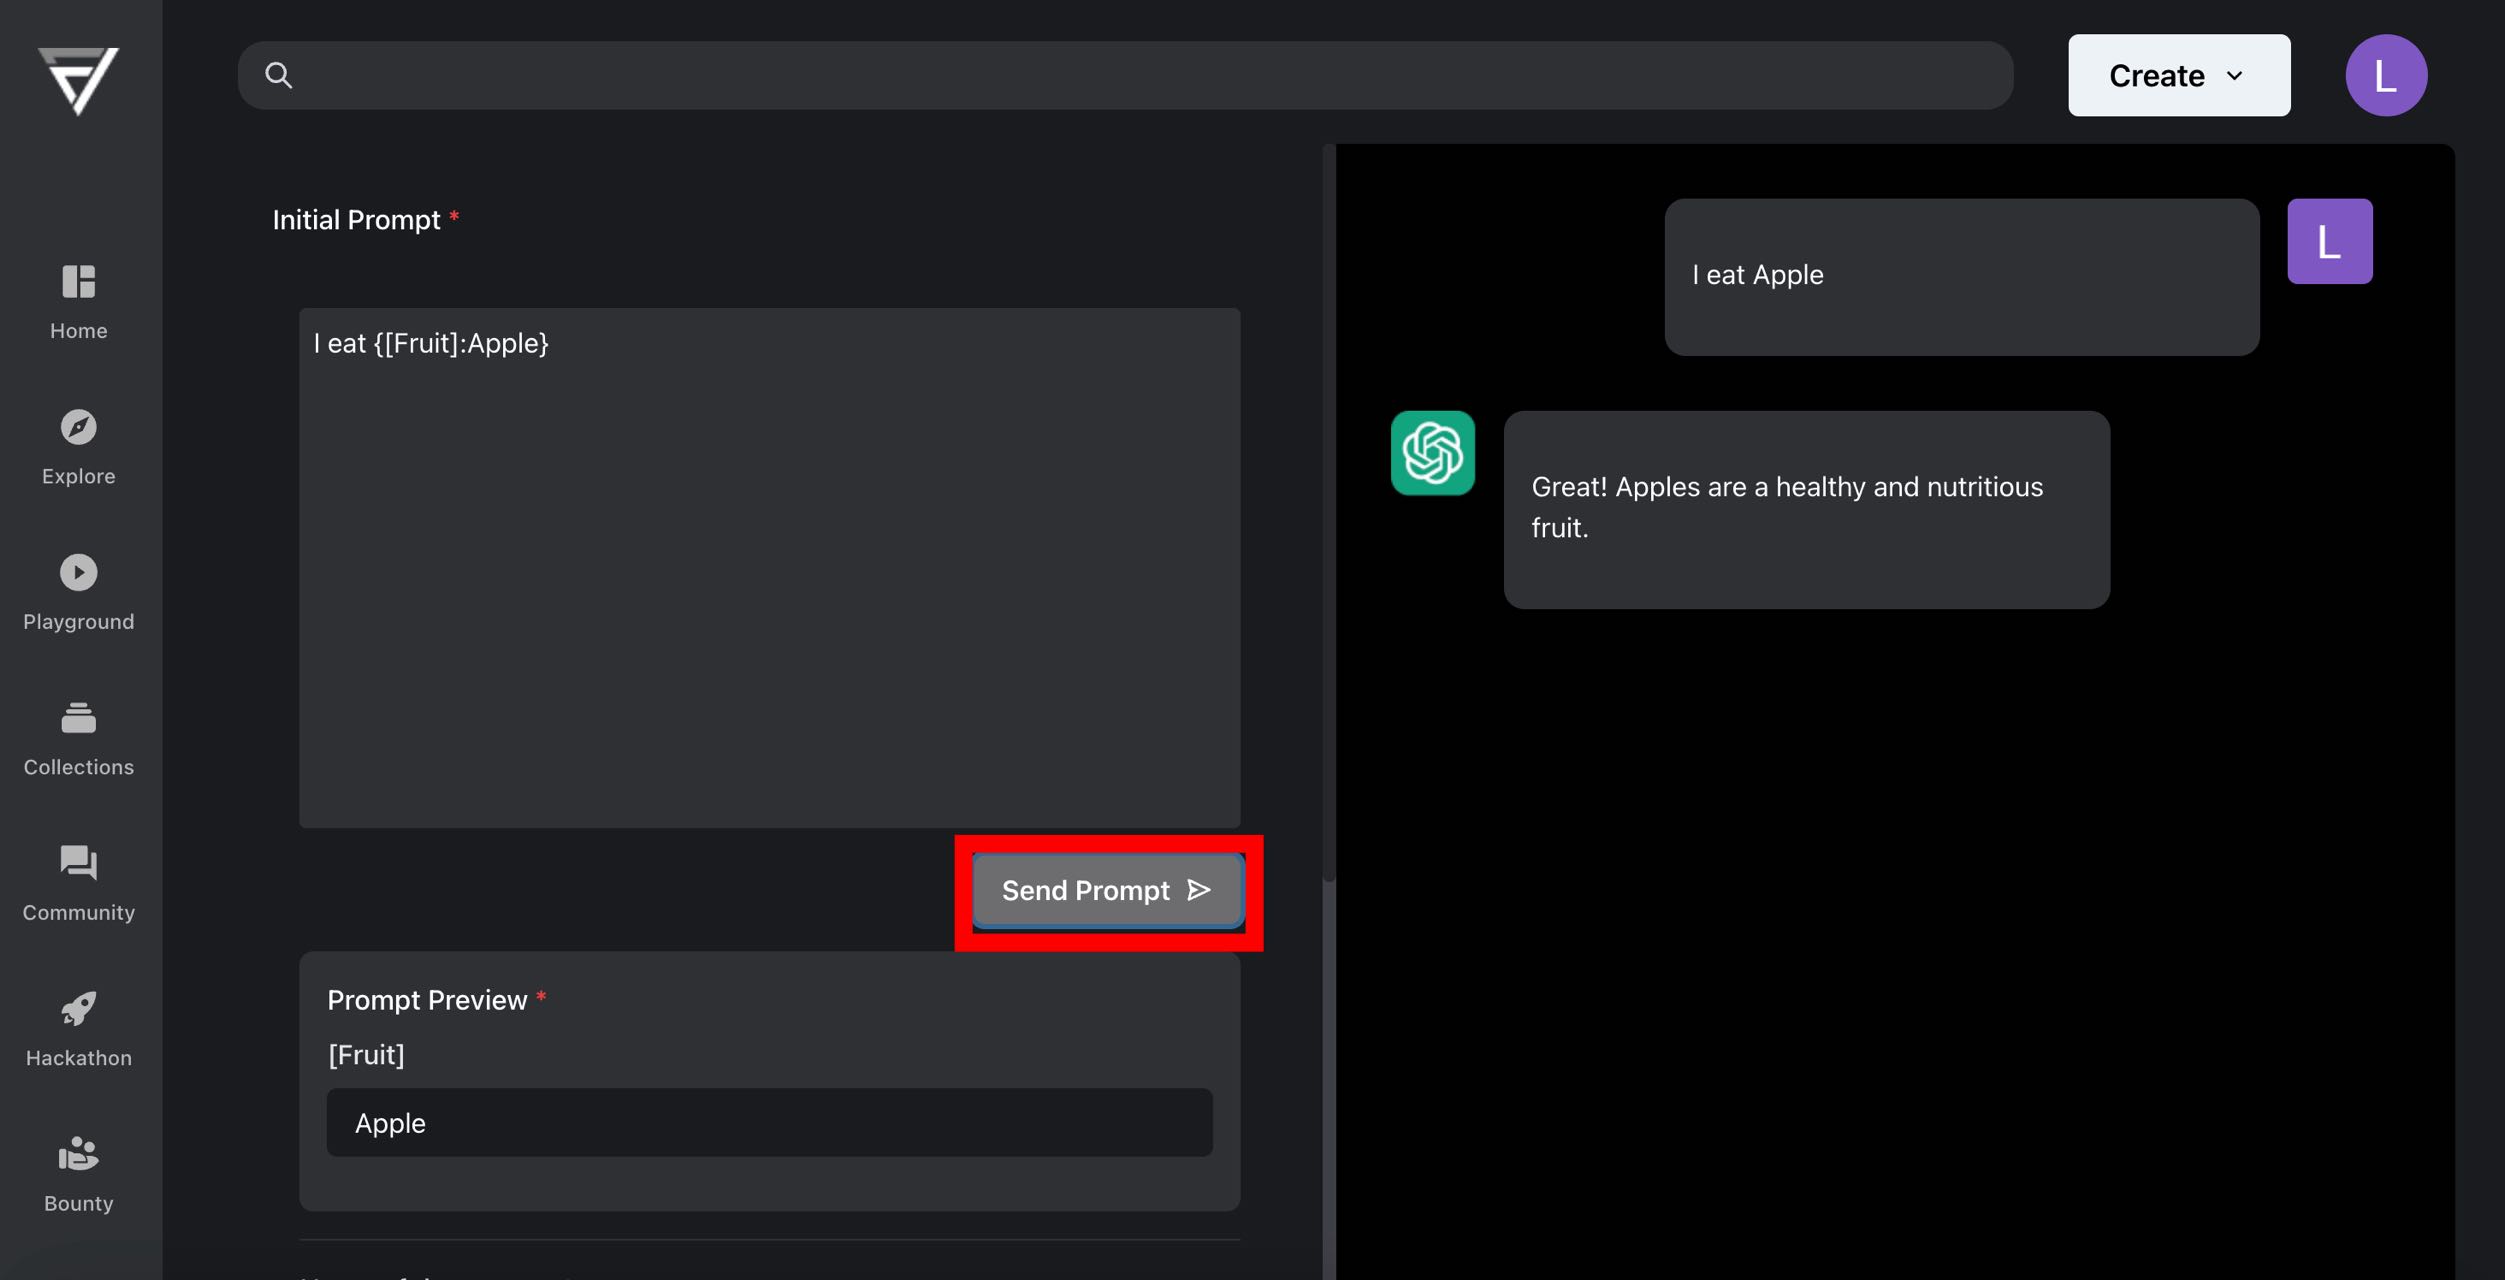 Create
L
Home
Explore
Playground
Collections
Community
Hackathon
Bounty
Initial Prompt *
I eat {[Fruit]:Apple}
Send Prompt
Prompt Preview *
[Fruit]
Apple
I eat Apple
L
Great! Apples are a healthy and nutritious
fruit.